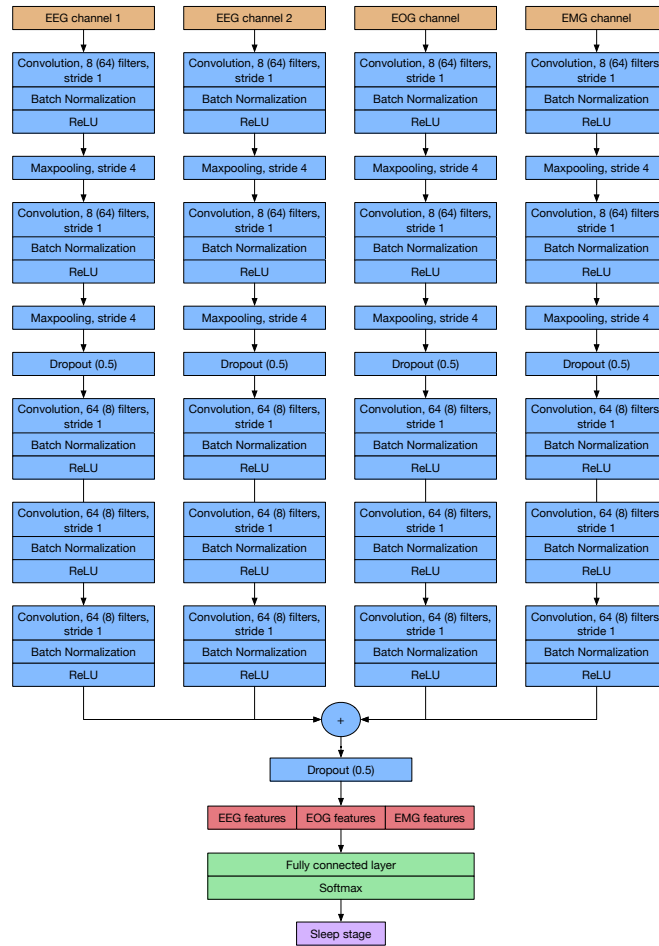 EEG channel 1
EEG channel 2
EOG channel
EMG channel
Convolution, 8 (64) filters,
stride 1
Batch Normalization
ReLU
Convolution, 8 (64) filters,
stride 1
Batch Normalization
ReLU
Convolution, 8 (64) filters,
stride 1
Batch Normalization
ReLU
Convolution, 8 (64) filters,
stride 1
Batch Normalization
ReLU
Maxpooling, stride 4
Maxpooling, stride 4
Maxpooling, stride 4
Maxpooling, stride 4
Convolution, 8 (64) filters,
stride 1
Batch Normalization
ReLU
Convolution, 8 (64) filters,
stride 1
Batch Normalization
ReLU
Convolution, 8 (64) filters,
stride 1
Batch Normalization
ReLU
Convolution, 8 (64) filters,
stride 1
Batch Normalization
ReLU
Maxpooling, stride 4
Maxpooling, stride 4
Maxpooling, stride 4
Maxpooling, stride 4
Dropout (0.5)
Dropout (0.5)
Dropout (0.5)
Dropout (0.5)
Convolution, 64 (8) filters,
stride 1
Batch Normalization
ReLU
Convolution, 64 (8) filters,
stride 1
Batch Normalization
ReLU
Convolution, 64 (8) filters,
stride 1
Batch Normalization
ReLU
Convolution, 64 (8) filters,
stride 1
Batch Normalization
ReLU
Convolution, 64 (8) filters,
stride 1
Batch Normalization
ReLU
Convolution, 64 (8) filters,
stride 1
Batch Normalization
ReLU
Convolution, 64 (8) filters,
stride 1
Batch Normalization
ReLU
Convolution, 64 (8) filters,
stride 1
Batch Normalization
ReLU
Convolution, 64 (8) filters,
stride 1
Batch Normalization
ReLU
Convolution, 64 (8) filters,
stride 1
Batch Normalization
ReLU
Convolution, 64 (8) filters,
stride 1
Batch Normalization
ReLU
Convolution, 64 (8) filters,
stride 1
Batch Normalization
ReLU
+
Dropout (0.5)
EEG features
EOG features
EMG features
Fully connected layer
Softmax
Sleep stage